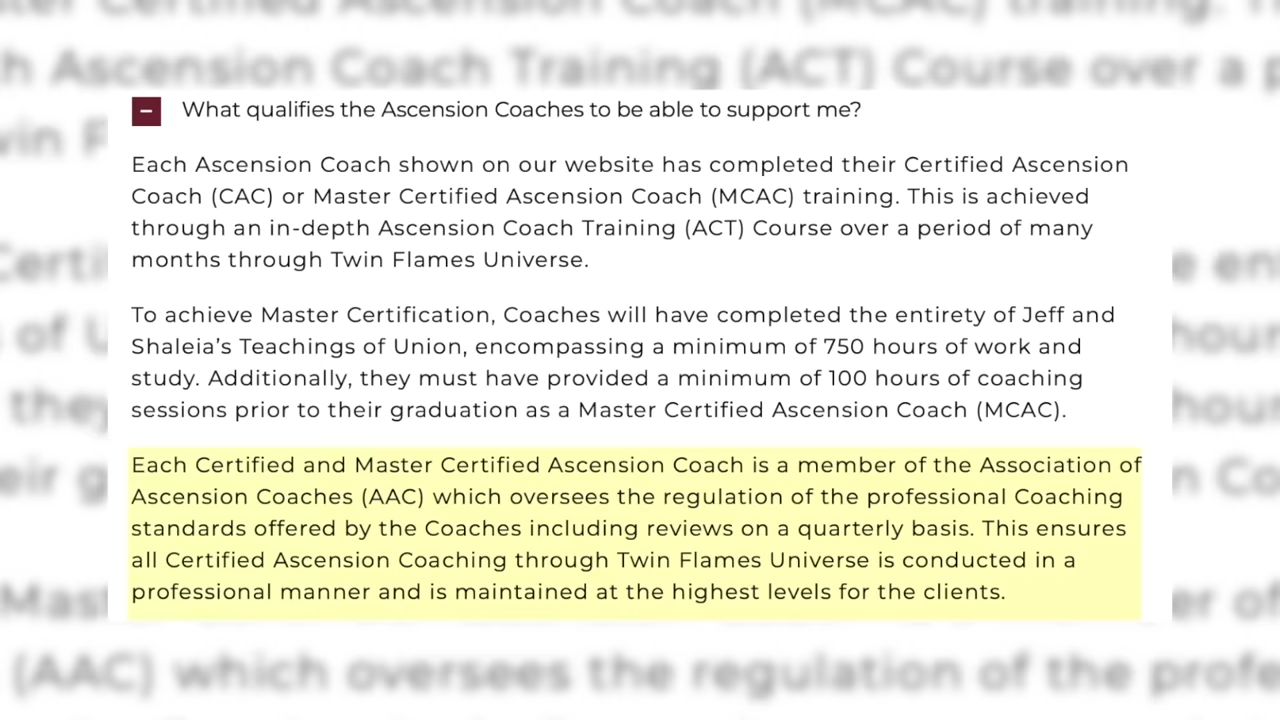 What qualifies the Ascension Coaches to be able to support me?
Each Ascension Coach shown on our website has completed their Certified Ascension
Coach (CAC) or Master Certified Ascension Coach (MCAC) training. This is achieved
through an in-depth Ascension Coach Training (ACT) Course over a period of many
months through Twin Flames Universe.
To achieve Master Certification, Coaches will have completed the entirety of Jeff and
Shaleia’s Teachings of Union, encompassing a minimum of 750 hours of work and
study. Additionally, they must have provided a minimum of 100 hours of coaching
sessions prior to their graduation as a Master Certified Ascension Coach (MCAC).
Each Certified and Master Certified Ascension Coach is a member of the Association of
Ascension Coaches (AAC) which oversees the regulation of the professional Coaching
standards offered by the Coaches including reviews on a quarterly basis. This ensures
all Certified Ascension Coaching through Twin Flames Universe is conducted in a
professional manner and is maintained at the highest levels for the clients.